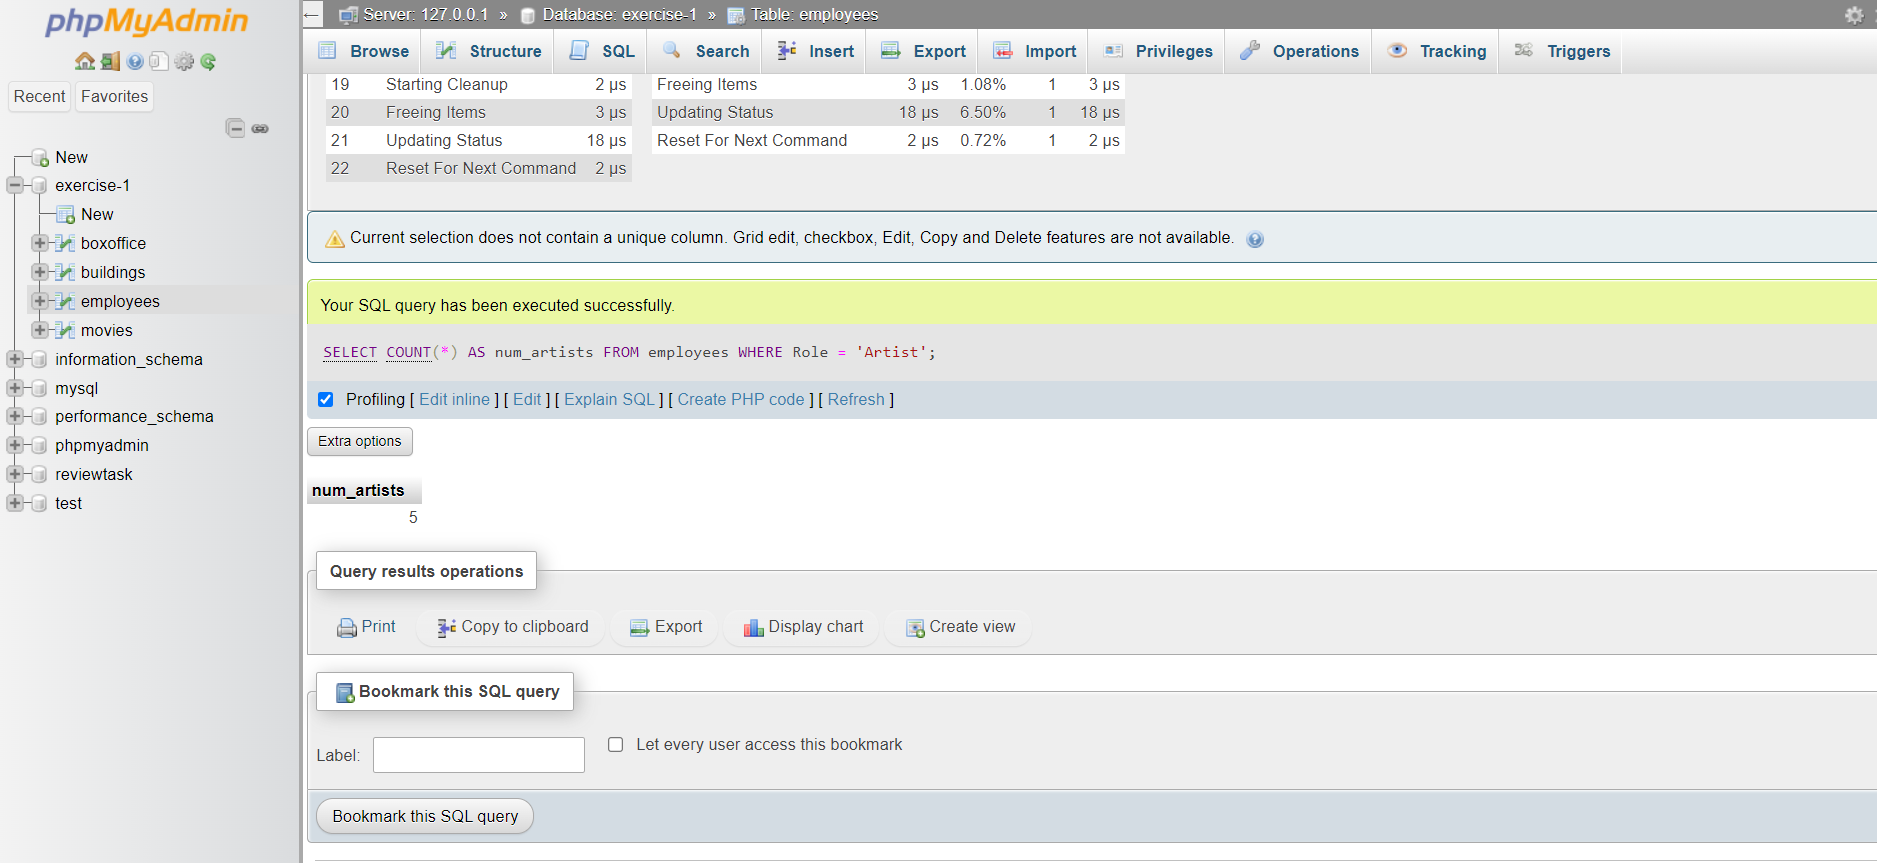 phpMyAdmin
Recent Favorites
New
exercise-1
New
boxoffice
buildings
employees
movies
information_schema
mysql
performance_schema
phpmyadmin
reviewtask
test
Server: 127.0.0.1 » Database: exercise-1 » Table: employees
Browse Structure SQL Search Insert Export Import Privileges Operations Tracking Triggers
19 Starting Cleanup 2 µs Freeing Items 3 µs 1.08% 1 3 µs
20 Freeing Items 3 µs Updating Status 18 µs 6.50% 1 18 µs
21 Updating Status 18 µs Reset For Next Command 2 µs 0.72% 1 2 µs
22 Reset For Next Command 2 µs
Current selection does not contain a unique column. Grid edit, checkbox, Edit, Copy and Delete features are not available.
Your SQL query has been executed successfully.
SELECT COUNT(*) AS num_artists FROM employees WHERE Role = 'Artist';
Profiling [ Edit inline ] [ Edit ] [ Explain SQL ] [ Create PHP code ] [ Refresh ]
Extra options
num_artists
5
Query results operations
Print Copy to clipboard Export Display chart Create view
Bookmark this SQL query
Label: Let every user access this bookmark
Bookmark this SQL query